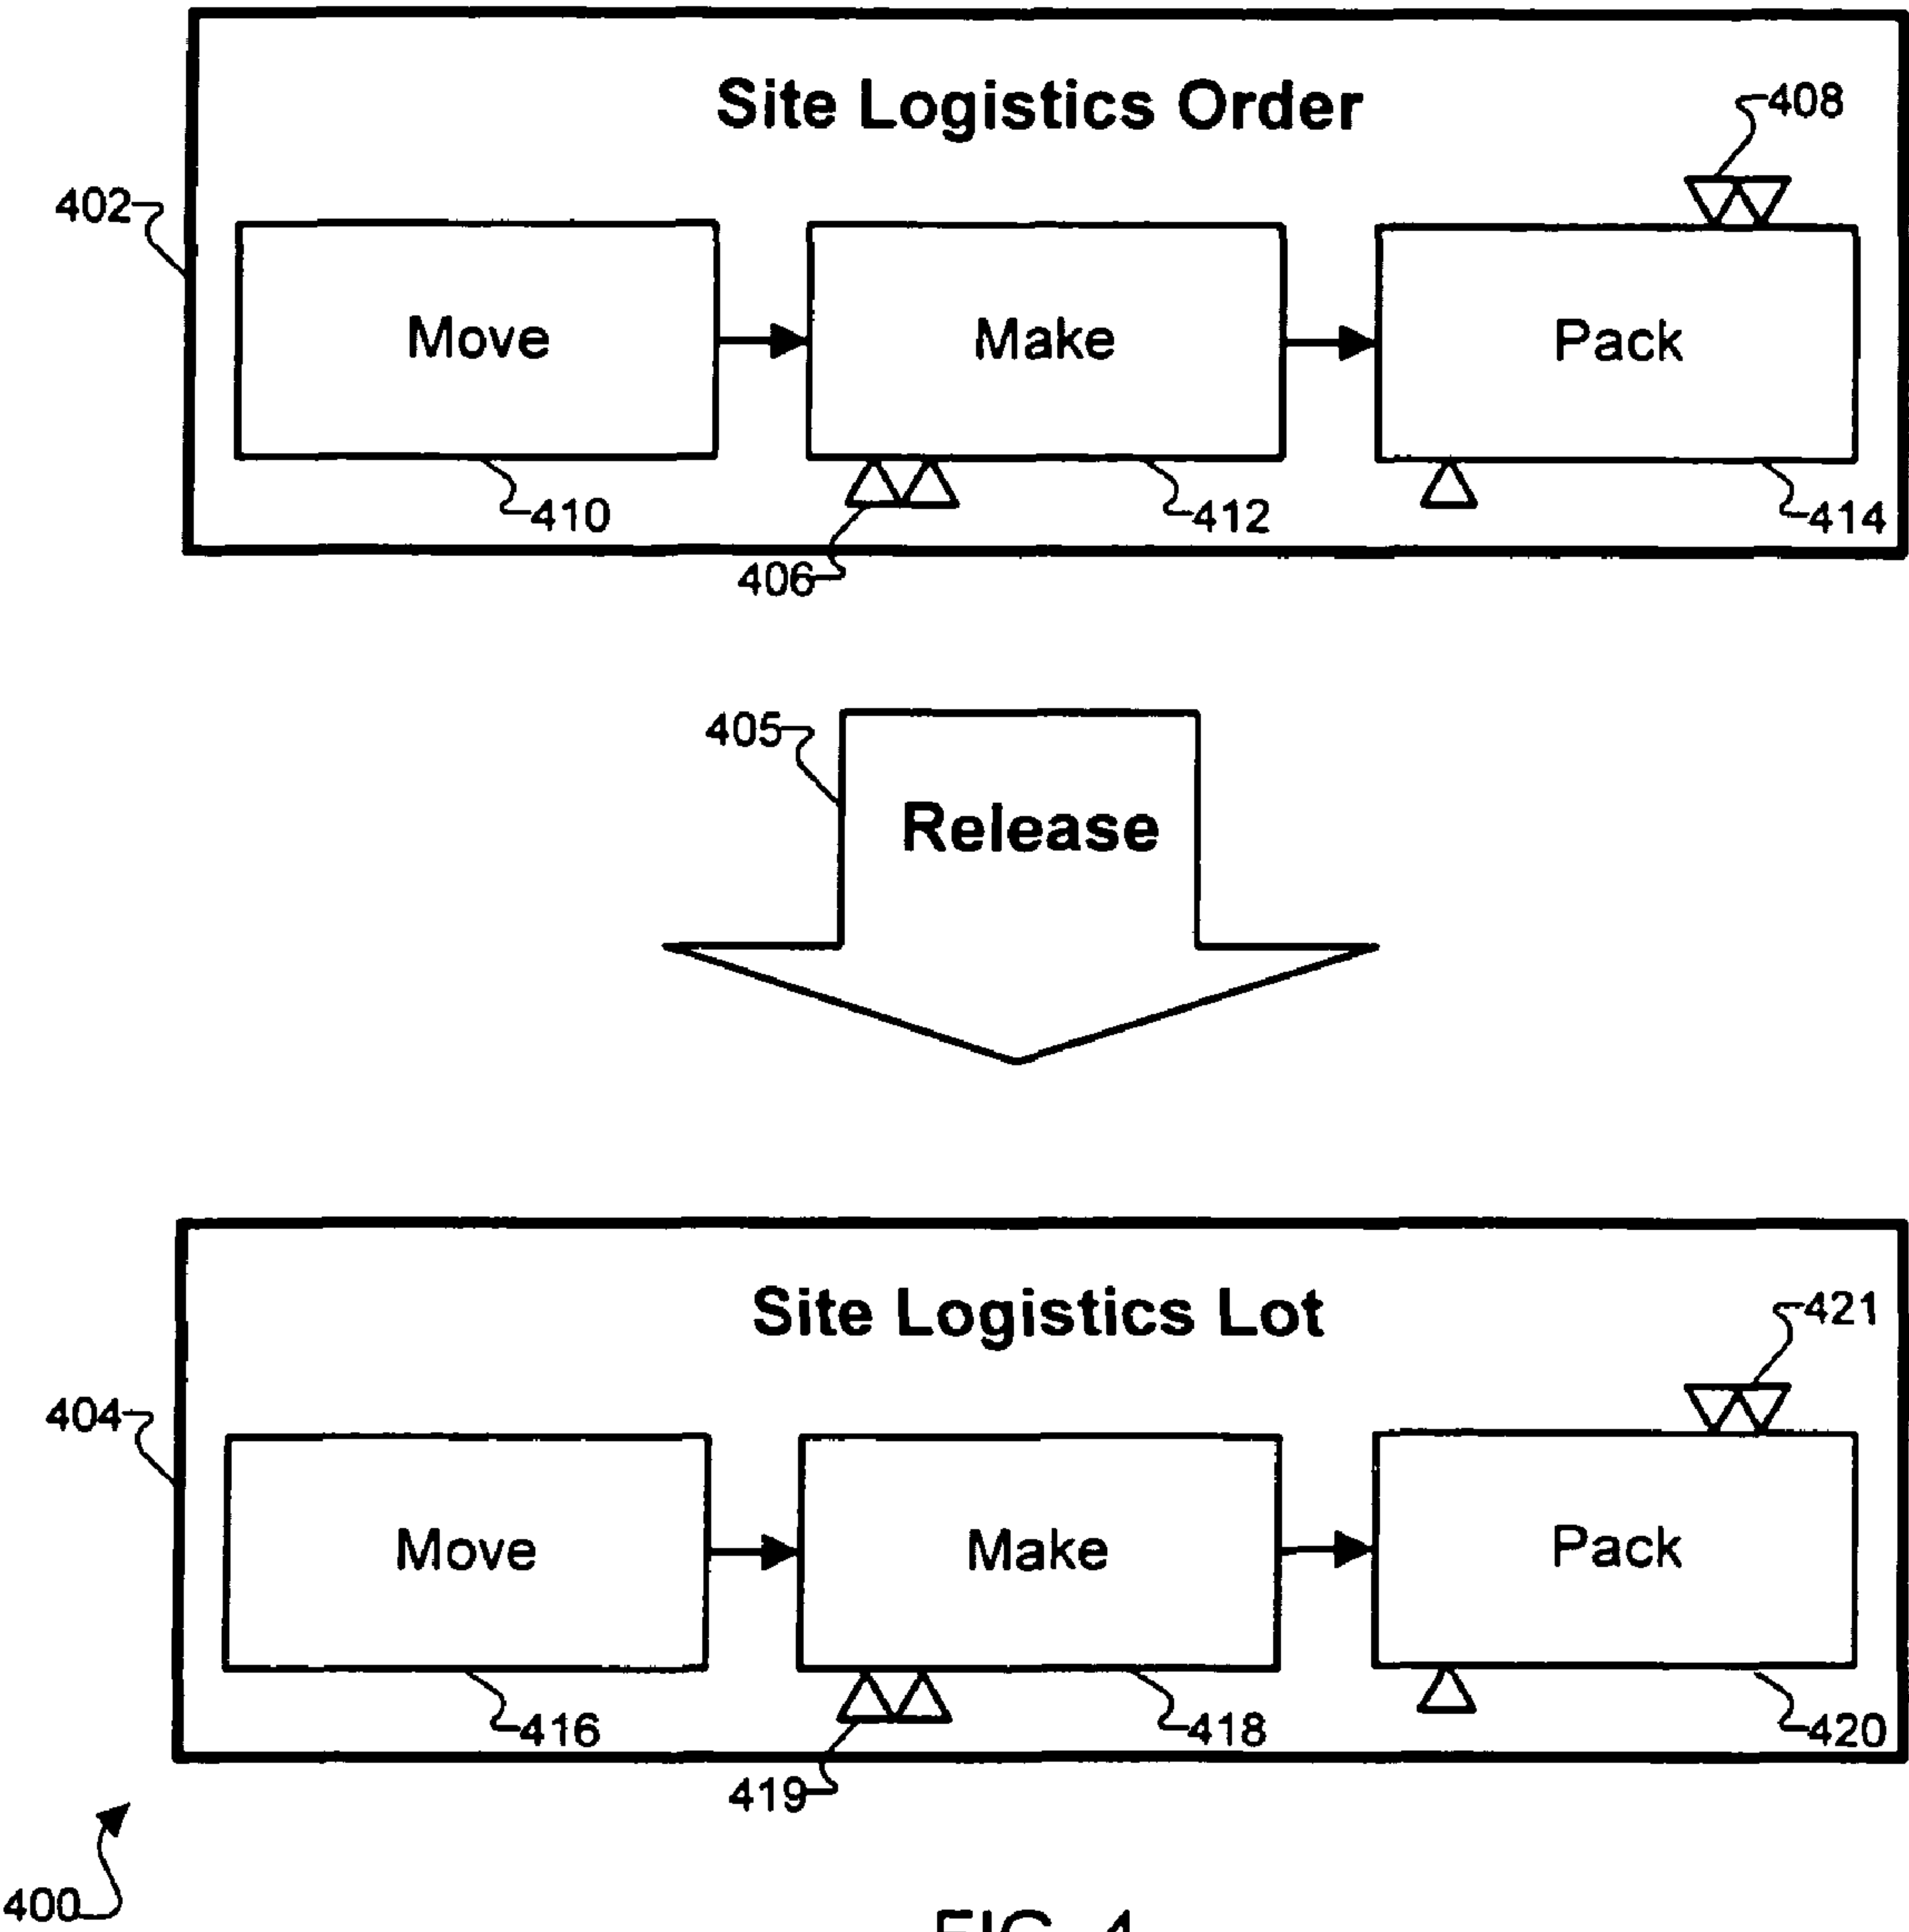 Site Logistics Order
408
402
Move
Make
Pack
410
412
414
406
405
Release
Site Logistics Lot
421
404
Move
Make
Pack
416
418
420
419
400